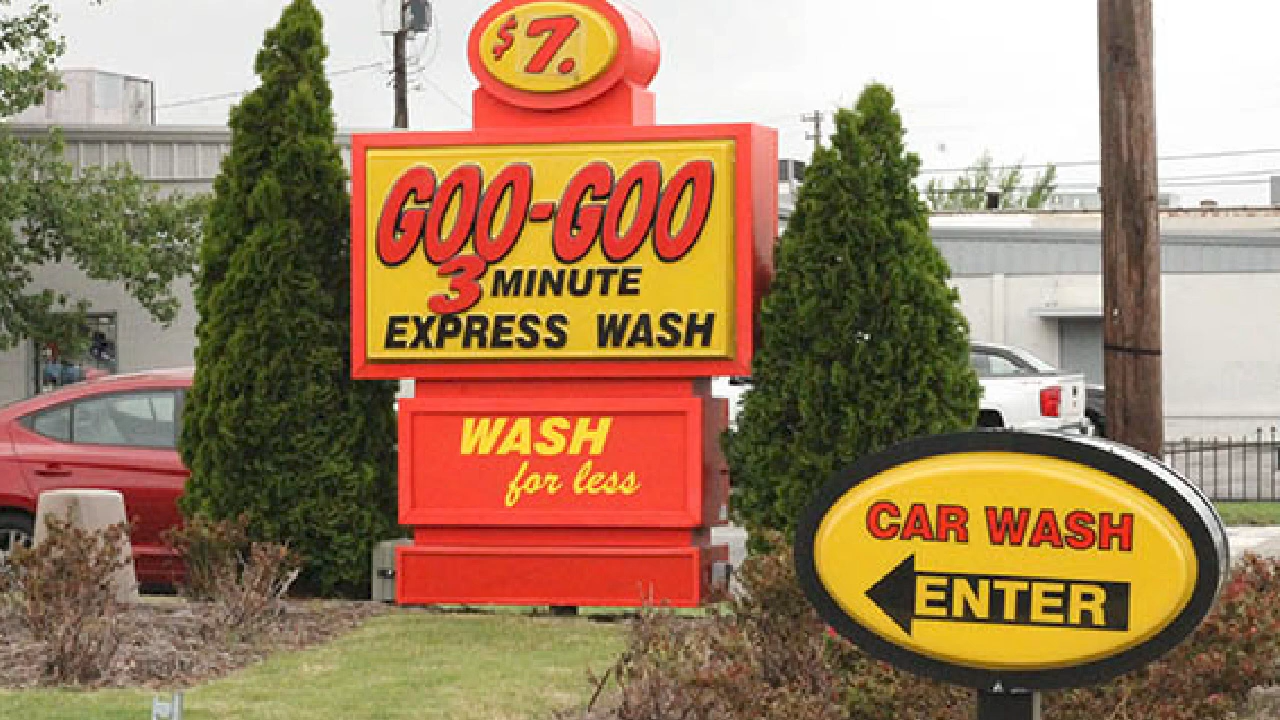 $7.
GOO-GOO
3 MINUTE
EXPRESS WASH
WASH
for less
CAR WASH
ENTER